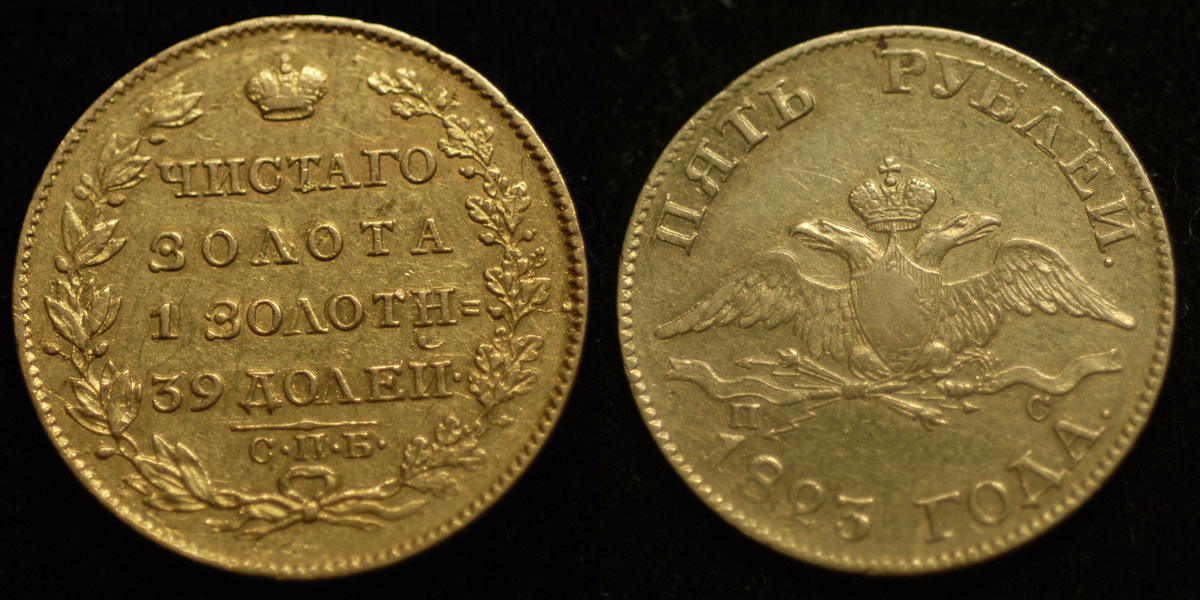 ЧИСТАГО
ЗОЛОТА
1 ЗОЛОТН=
39 ДОЛЕЙ·
С·П·Б·
ПЯТЬ РУБЛЕЙ.
П С
1823 ГОДА.